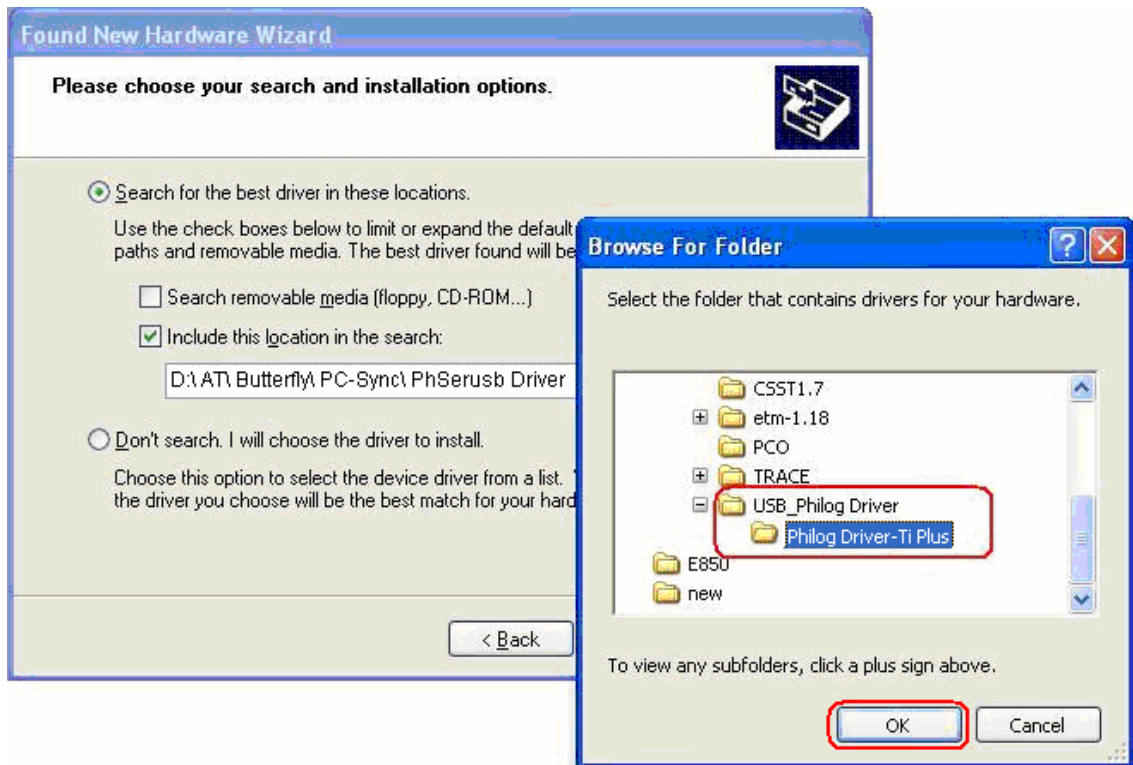 Found New Hardware Wizard
Please choose your search and installation options.
Search for the best driver in these locations.
Use the check boxes below to limit or expand the default
paths and removable media. The best driver found will be
Search removable media (floppy, CD-ROM...)
Include this location in the search:
D:\ AT\ Butterfly\ PC-Sync\ PhSerusb Driver
Don't search. I will choose the driver to install.
Choose this option to select the device driver from a list.
the driver you choose will be the best match for your hard
< Back
Browse For Folder
Select the folder that contains drivers for your hardware.
CSST1.7
etm-1.18
PCO
TRACE
USB_Philog Driver
Philog Driver-Ti Plus
E850
new
To view any subfolders, click a plus sign above.
OK
Cancel